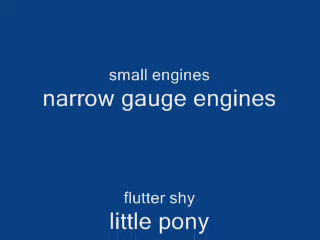 small engines
narrow gauge engines
flutter shy
little pony